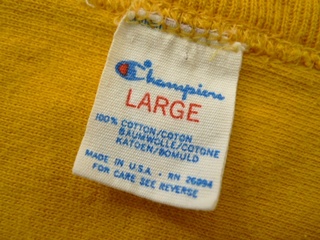 Champion
LARGE
100% COTTON/COTON
BAUMWOLLE/COTONE
KATOEN/BOMULD
MADE IN U.S.A. - RN 26094
FOR CARE SEE REVERSE